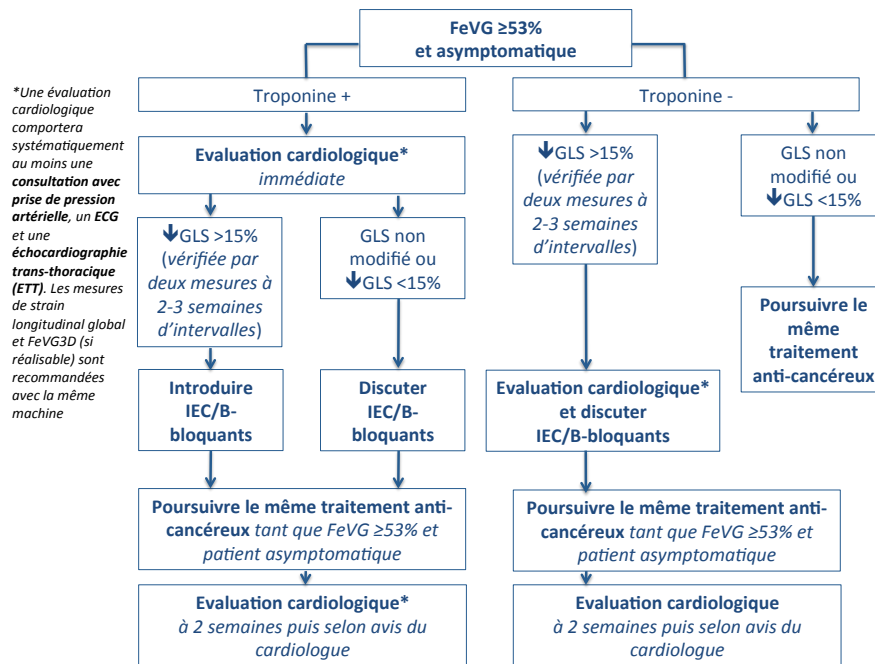 FeVG ≥53%
et asymptomatique
*Une évaluation
cardiologique
comportera
systématiquement
au moins une
consultation avec
prise de pression
artérielle, un ECG
et une
échocardiographie
trans-thoracique
(ETT). Les mesures
de strain
longitudinal global
et FeVG3D (si
réalisable) sont
recommandées
avec la même
machine
Troponine +
Evaluation cardiologique*
immédiate
🡻GLS >15%
(vérifiée par
deux mesures à
2-3 semaines
d'intervalles)
GLS non
modifié ou
🡻GLS <15%
Introduire
IEC/B-
bloquants
Discuter
IEC/B-
bloquants
Poursuivre le même traitement anti-
cancéreux tant que FeVG ≥53% et
patient asymptomatique
Evaluation cardiologique*
à 2 semaines puis selon avis du
cardiologue
Troponine -
🡻GLS >15%
(vérifiée par
deux mesures à
2-3 semaines
d'intervalles)
GLS non
modifié ou
🡻GLS <15%
Evaluation cardiologique*
et discuter
IEC/B-bloquants
Poursuivre le
même
traitement
anti-cancéreux
Poursuivre le même traitement anti-
cancéreux tant que FeVG ≥53% et
patient asymptomatique
Evaluation cardiologique
à 2 semaines puis selon avis du
cardiologue